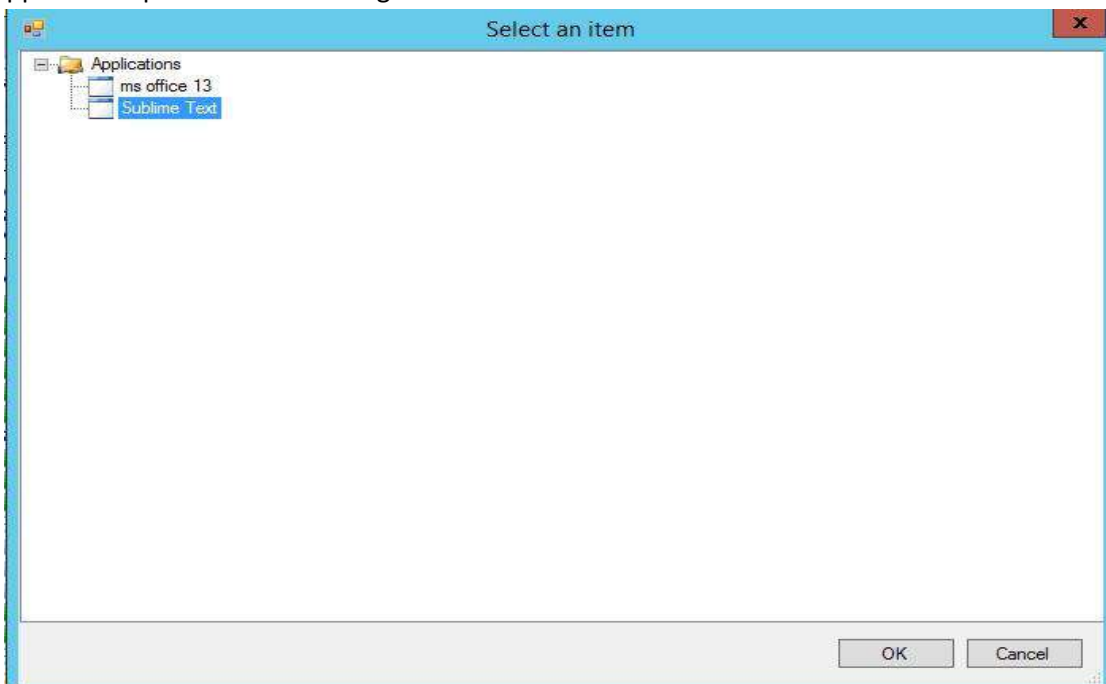 Select an item
x
Applications
ms office 13
Sublime Text
OK
Cancel